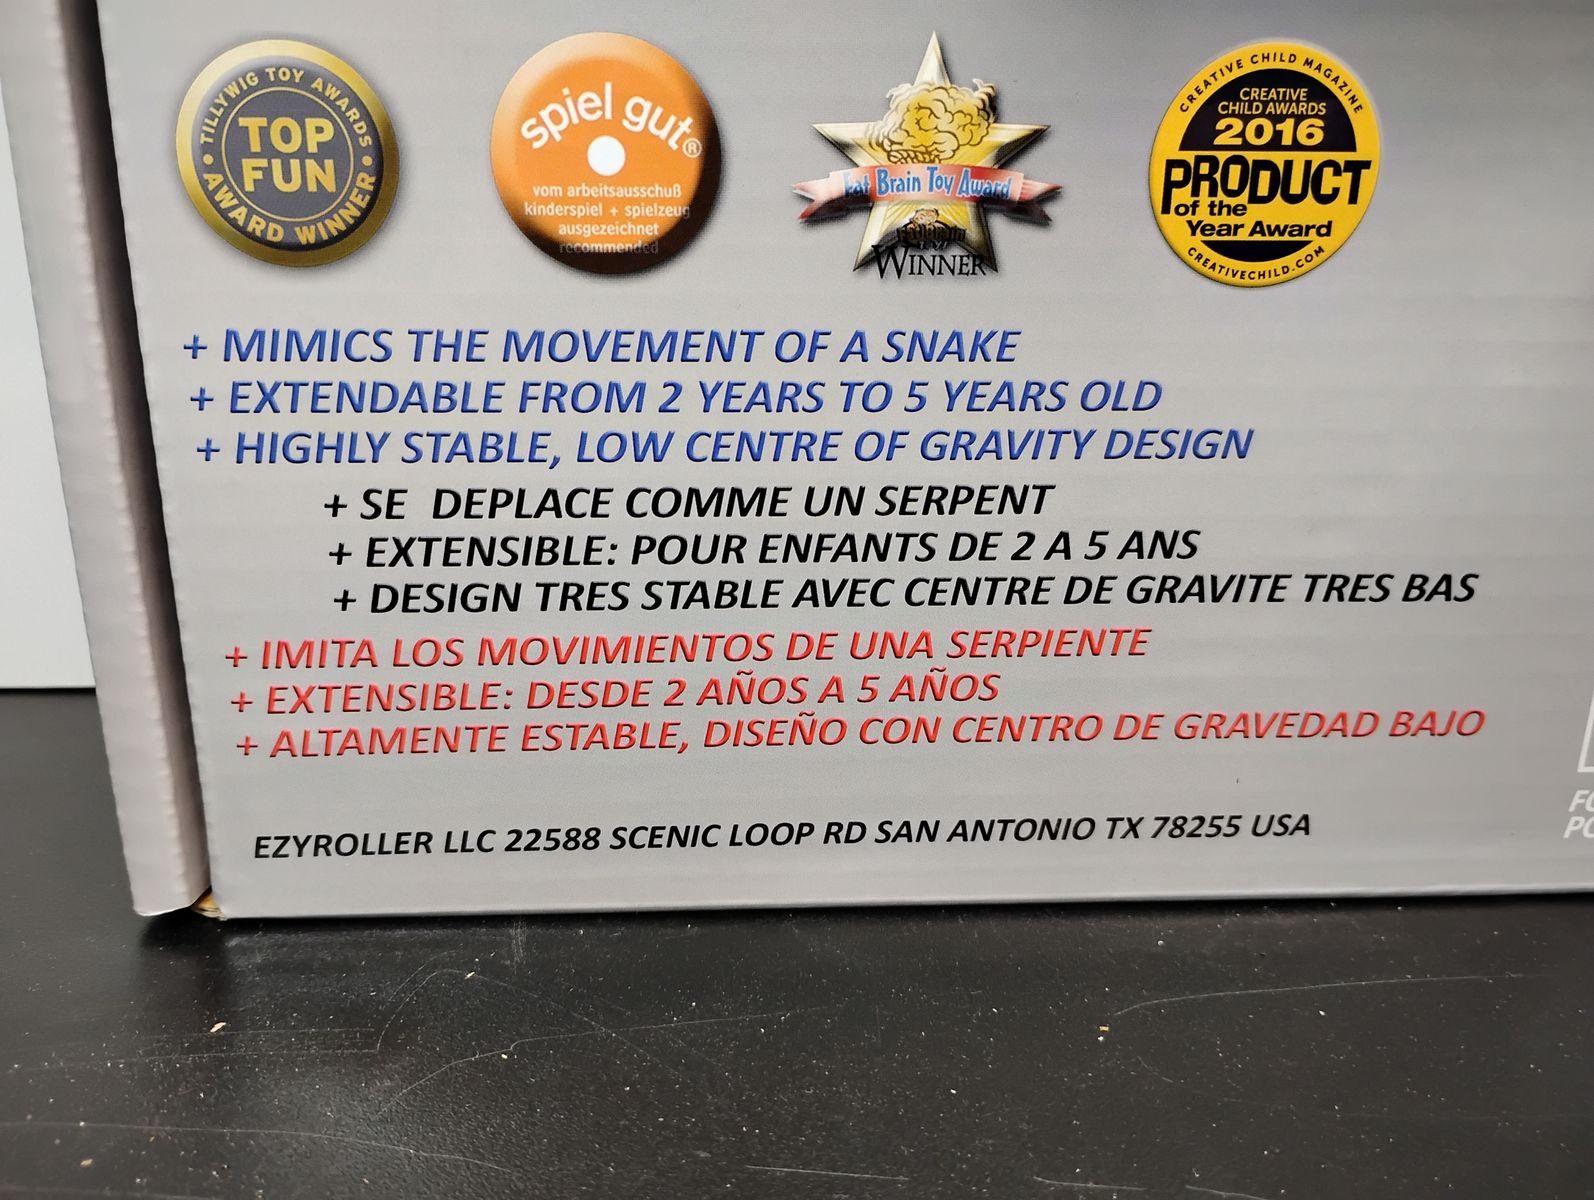 TILLYWIG TOY AWARDS
TOP
FUN
AWARD WINNER
spiel gut®
vom arbeitsausschuß
kinderspiel + spielzeug
ausgezeichnet
recommended
Fat Brain Toy Award
WINNER
CREATIVE CHILD MAGAZINE
CREATIVE
CHILD AWARDS
2016
PRODUCT
of the
Year Award
CREATIVECHILD.COM
+ MIMICS THE MOVEMENT OF A SNAKE
+ EXTENDABLE FROM 2 YEARS TO 5 YEARS OLD
+ HIGHLY STABLE, LOW CENTRE OF GRAVITY DESIGN
+ SE DEPLACE COMME UN SERPENT
+ EXTENSIBLE: POUR ENFANTS DE 2 A 5 ANS
+ DESIGN TRES STABLE AVEC CENTRE DE GRAVITE TRES BAS
+ IMITA LOS MOVIMIENTOS DE UNA SERPIENTE
+ EXTENSIBLE: DESDE 2 AÑOS A 5 AÑOS
+ ALTAMENTE ESTABLE, DISEÑO CON CENTRO DE GRAVEDAD BAJO
EZYROLLER LLC 22588 SCENIC LOOP RD SAN ANTONIO TX 78255 USA